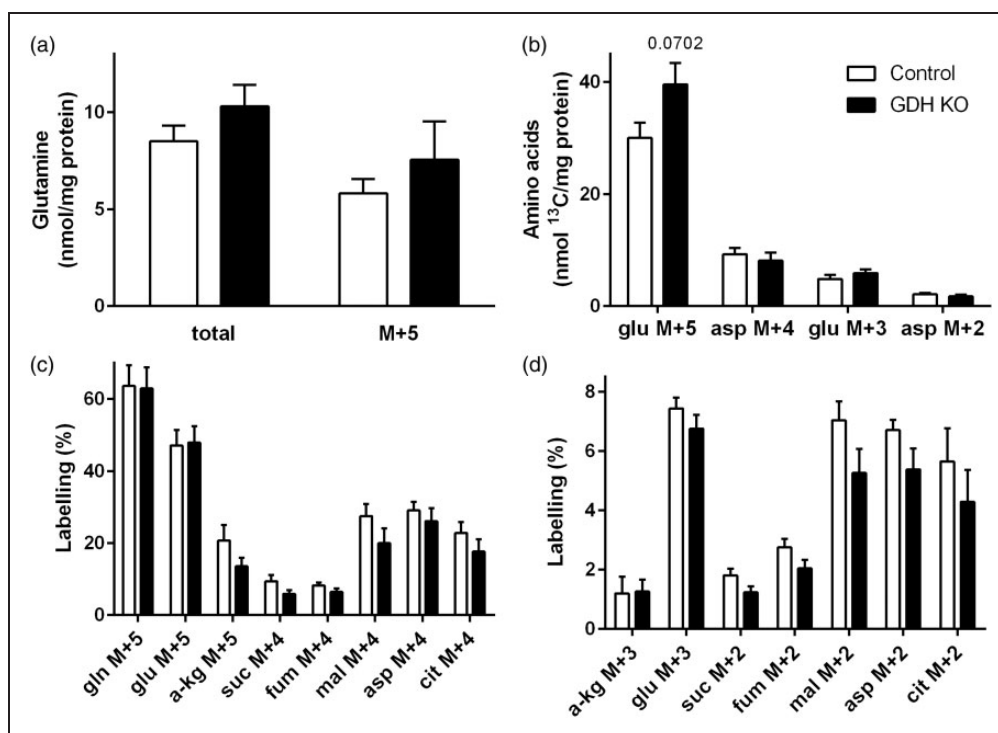 (a)
Glutamine
(nmol/mg protein)
10
5
0
total
M+5
(b)
0.0702
Control
GDH KO
Amino acids
(nmol ¹³C/mg protein)
40
20
0
glu M+5
asp M+4
glu M+3
asp M+2
(c)
Labelling (%)
60
40
20
0
gln M+5
glu M+5
a-kg M+5
suc M+4
fum M+4
mal M+4
asp M+4
cit M+4
(d)
Labelling (%)
8
6
4
2
0
a-kg M+3
glu M+3
suc M+2
fum M+2
mal M+2
asp M+2
cit M+2